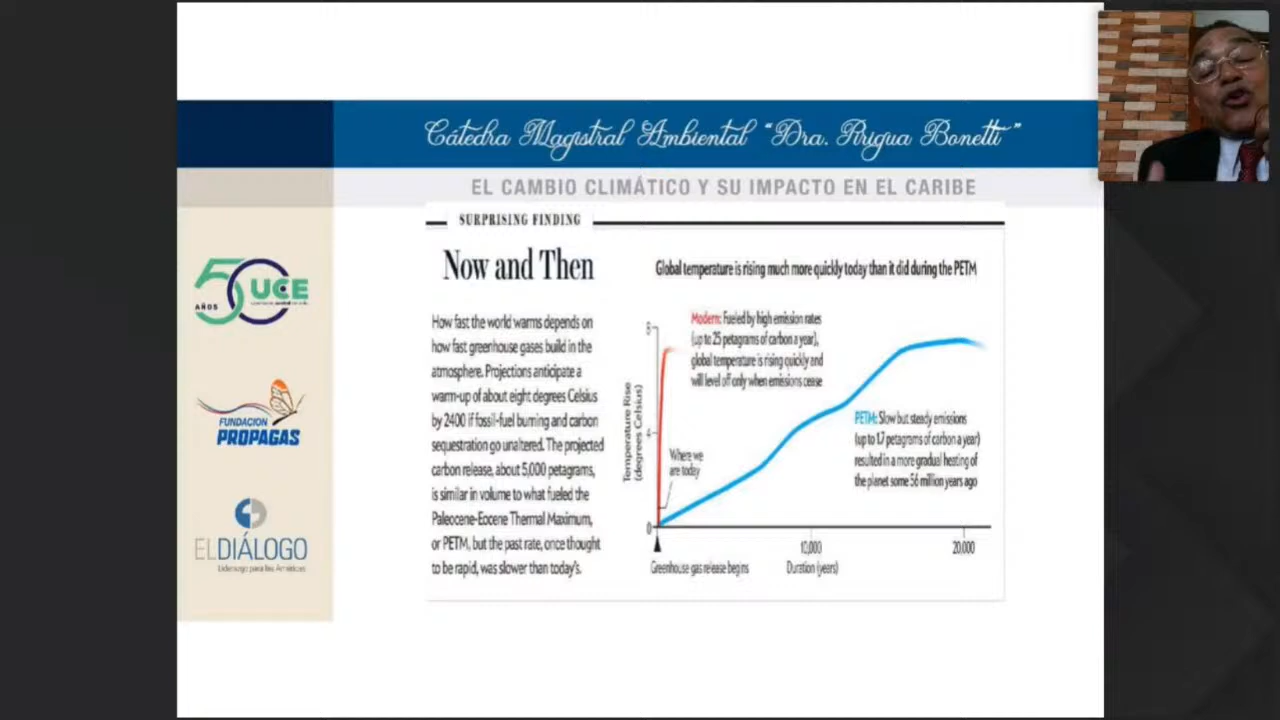 Cátedra Magistral Ambiental "Dra. Rrigua Bonetti"
EL CAMBIO CLIMÁTICO Y SU IMPACTO EN EL CARIBE
50 UCE
AÑOS
FUNDACION
PROPAGAS
EL DIÁLOGO
Liderazgo para las Américas
SURPRISING FINDING
Now and Then
How fast the world warms depends on
how fast greenhouse gases build in the
atmosphere. Projections anticipate a
warm-up of about eight degrees Celsius
by 2400 if fossil-fuel burning and carbon
sequestration go unaltered. The projected
carbon release, about 5,000 petagrams,
is similar in volume to what fueled the
Paleocene-Eocene Thermal Maximum,
or PETM, but the past rate, once thought
to be rapid, was slower than today's.
Global temperature is rising much more quickly today than it did during the PETM
Modern: Fueled by high emission rates
(up to 25 petagrams of carbon a year),
global temperature is rising quickly and
will level off only when emissions cease
PETM: Slow but steady emissions
(up to 1.7 petagrams of carbon a year)
resulted in a more gradual heating of
the planet some 56 million years ago
Where we
are today
Temperature Rise
(degrees Celsius)
8
4
0
10,000
20,000
Greenhouse gas release begins
Duration (years)